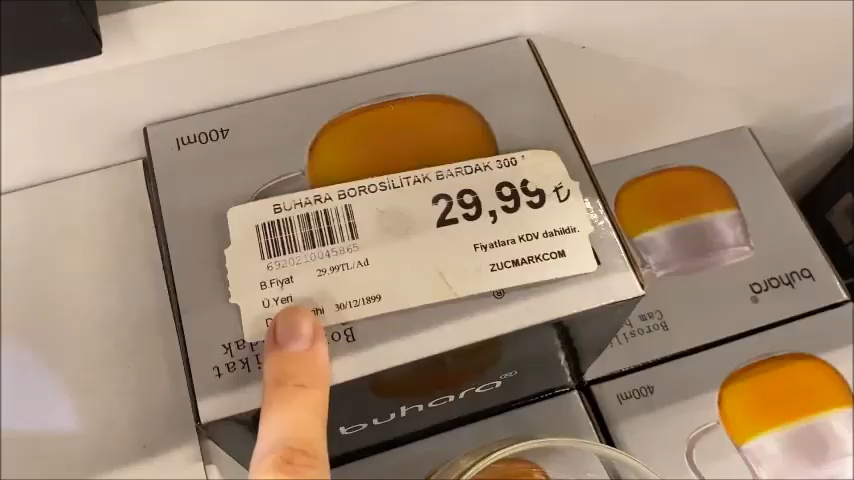 400ml
BUHARA BOROSİLİTAK BARDAK 300
29,99 ₺
6920210045865
Fiyatlara KDV dahildir.
B.Fiyat 29.99TL/Ad
ZUCMARKCOM
Ü.Yeri
30/12/1899
buhara®
buhara®
Cam
400ml